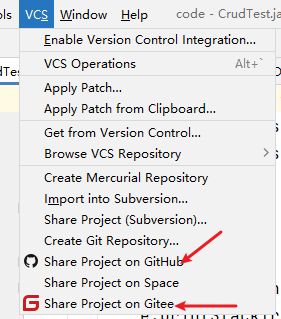 ols VCS Window Help code - CrudTest.ja
Enable Version Control Integration...
VCS Operations Alt+`
Apply Patch...
Apply Patch from Clipboard...
Get from Version Control...
Browse VCS Repository
Create Mercurial Repository
Import into Subversion...
Share Project (Subversion)...
Create Git Repository...
Share Project on GitHub
Share Project on Space
Share Project on Gitee